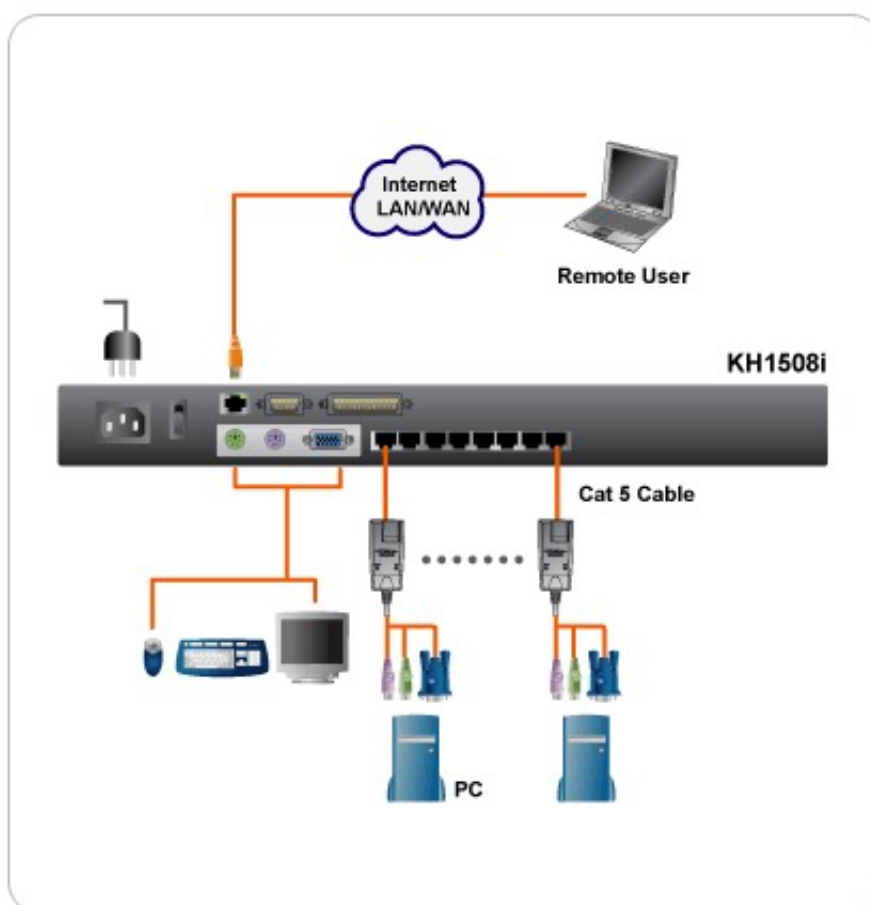 Internet
LAN/WAN
Remote User
KH1508i
Cat 5 Cable
PC